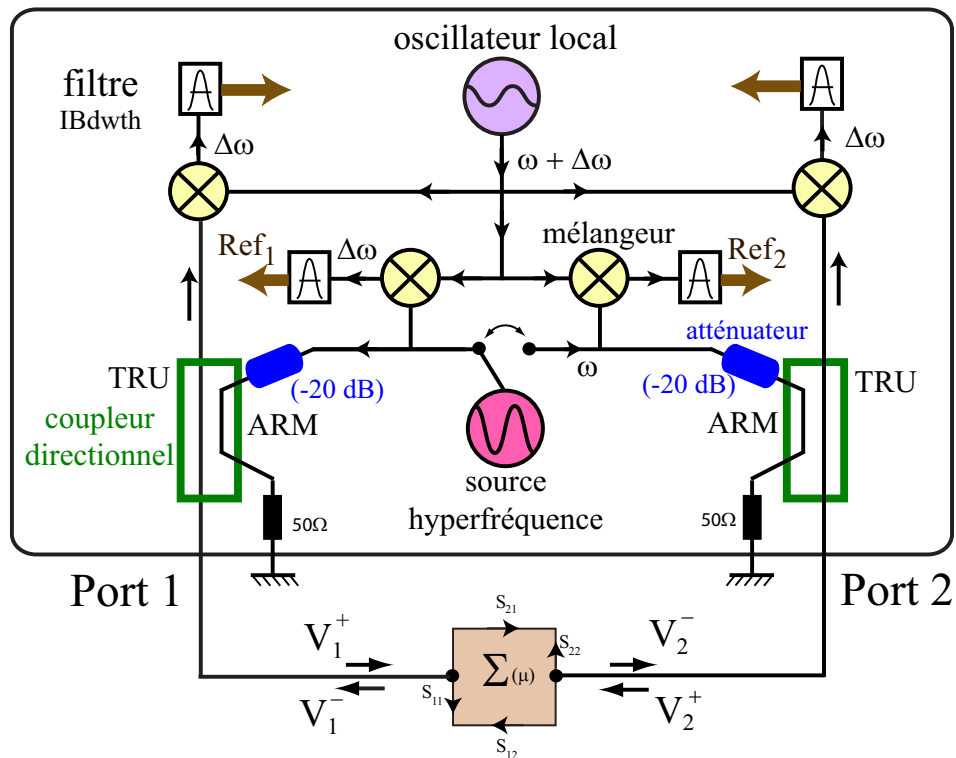 oscillateur local
filtre
IBdwth
Δω
ω + Δω
Δω
Ref1
Δω
mélangeur
Ref2
atténuateur
(-20 dB)
ω
(-20 dB)
TRU
TRU
coupleur
directionnel
ARM
ARM
source
hyperfréquence
50Ω
50Ω
Port 1
Port 2
S21
V1+
V2-
S22
Σ(μ)
S11
V1-
V2+
S12